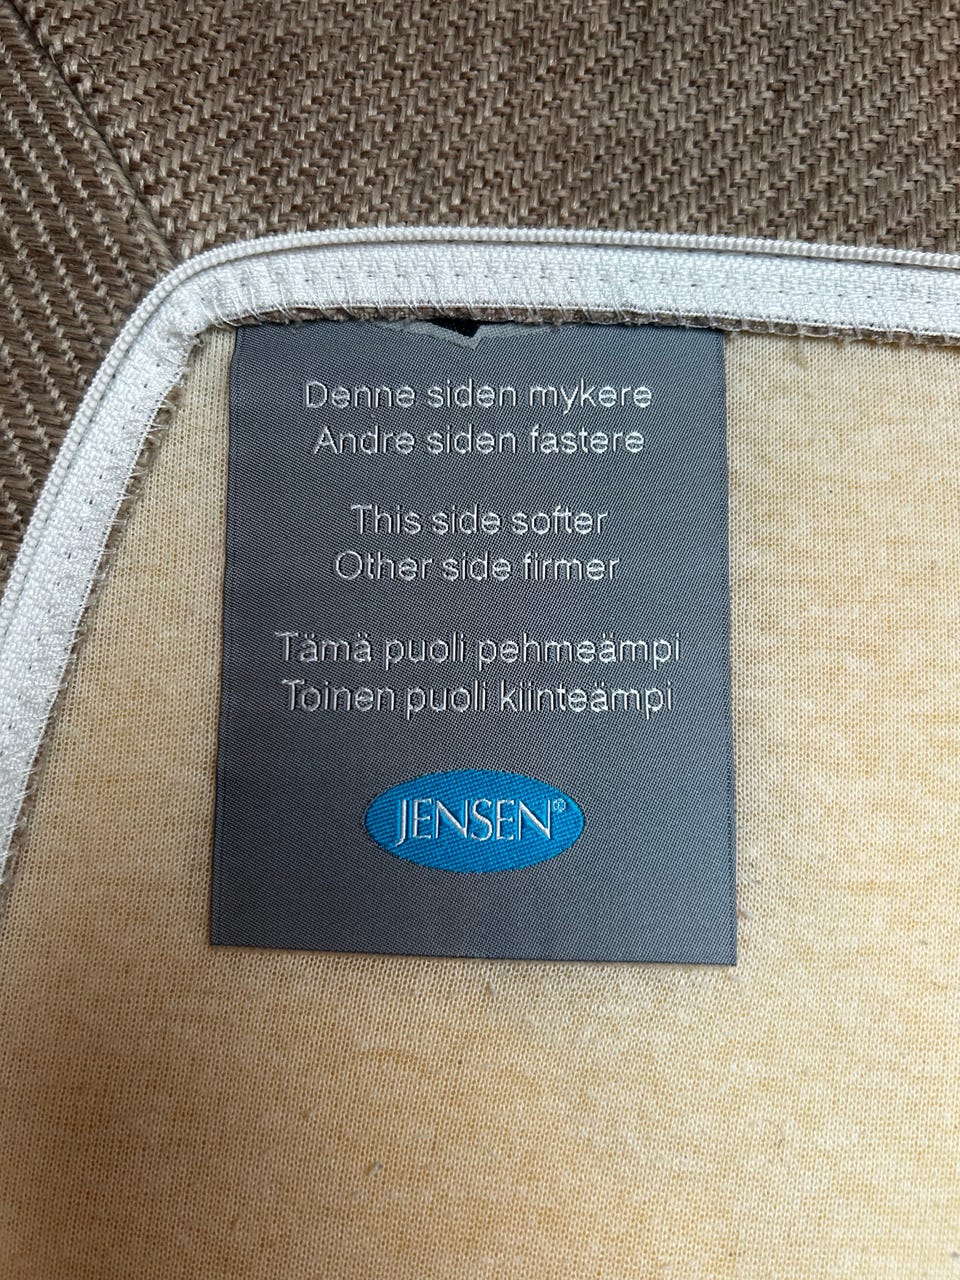 Denne siden mykere
Andre siden fastere
This side softer
Other side firmer
Tämä puoli pehmeämpi
Toinen puoli kiinteämpi
JENSEN®